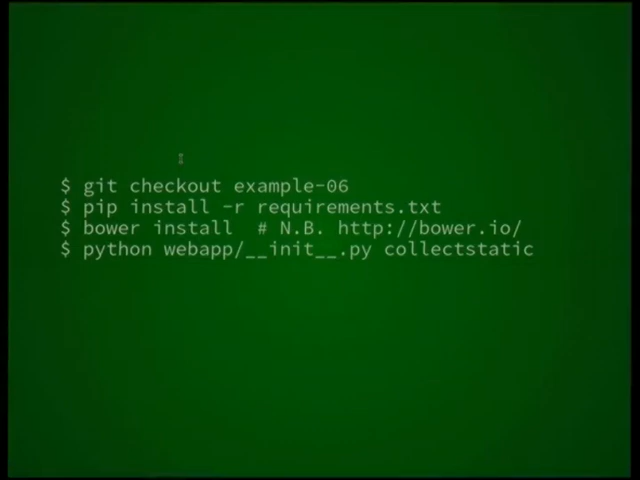 $ git checkout example-06
$ pip install -r requirements.txt
$ bower install # N.B. http://bower.io/
$ python webapp/__init__.py collectstatic